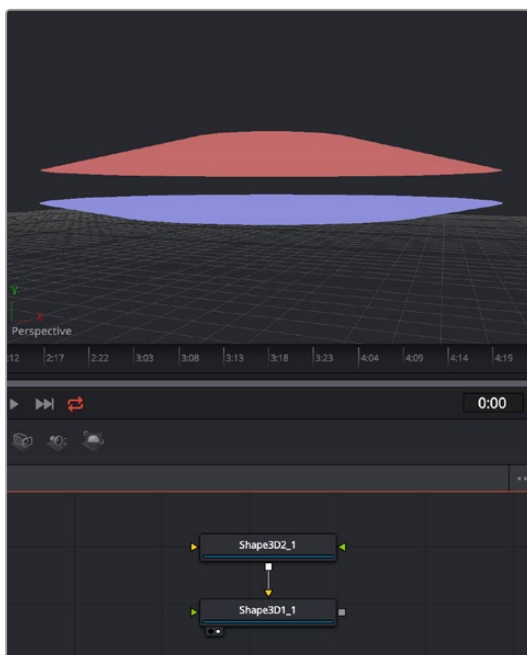 Y
X
Perspective
:12 2:17 2:22 3:03 3:08 3:13 3:18 3:23 4:04 4:09 4:14 4:19
0:00
Shape3D2_1
Shape3D1_1